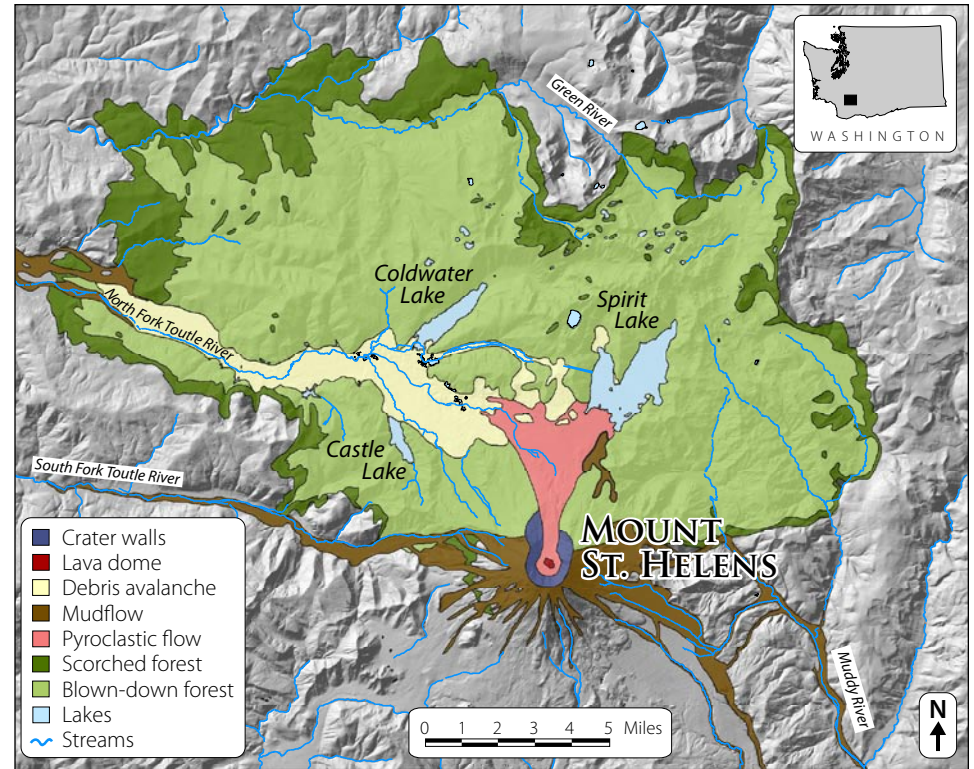 WASHINGTON
Green River
Coldwater
Lake
Spirit
Lake
North Fork Toutle River
Castle
Lake
South Fork Toutle River
MOUNT
ST. HELENS
Muddy River
Crater walls
Lava dome
Debris avalanche
Mudflow
Pyroclastic flow
Scorched forest
Blown-down forest
Lakes
Streams
0 1 2 3 4 5 Miles
N